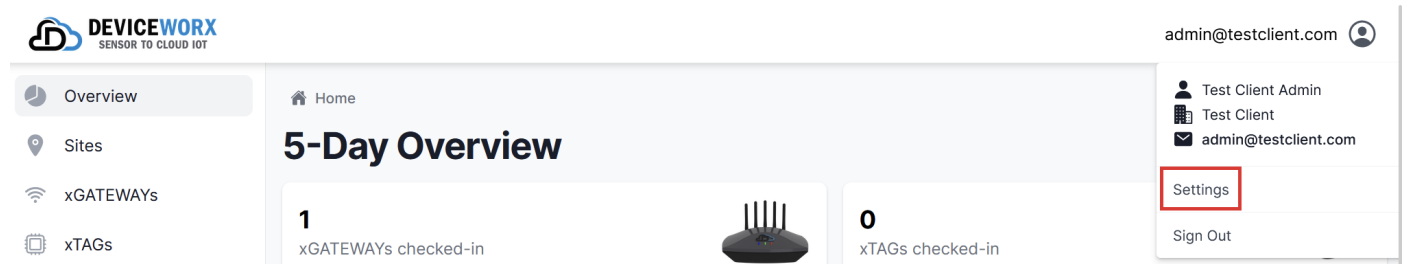 DEVICEWORX
SENSOR TO CLOUD IOT
admin@testclient.com
Overview
Sites
xGATEWAYs
xTAGs
Home
5-Day Overview
1
xGATEWAYs checked-in
0
xTAGs checked-in
Test Client Admin
Test Client
admin@testclient.com
Settings
Sign Out